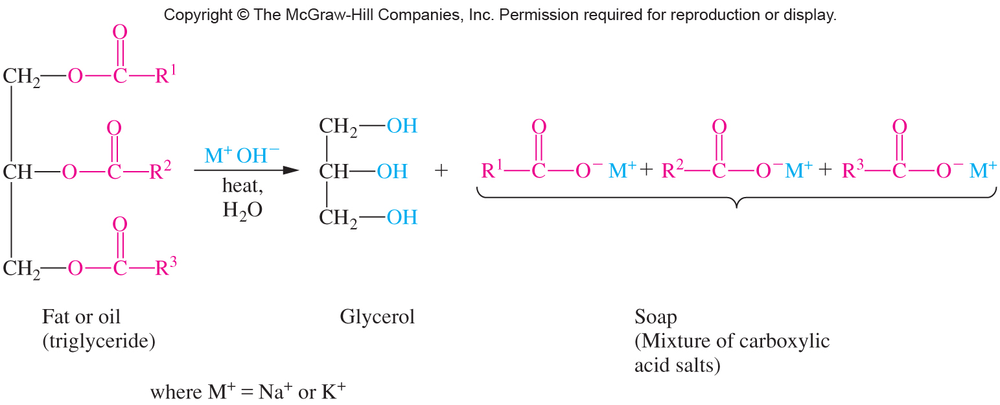 Copyright © The McGraw-Hill Companies, Inc. Permission required for reproduction or display.
O
CH₂—O—C—R¹
O
CH—O—C—R²
O
CH₂—O—C—R³
M⁺ OH⁻
heat,
H₂O
CH₂—OH
CH—OH
CH₂—OH
+
O O O
R¹—C—O⁻ M⁺ + R²—C—O⁻ M⁺ + R³—C—O⁻ M⁺
Fat or oil
(triglyceride)
Glycerol
Soap
(Mixture of carboxylic
acid salts)
where M⁺ = Na⁺ or K⁺